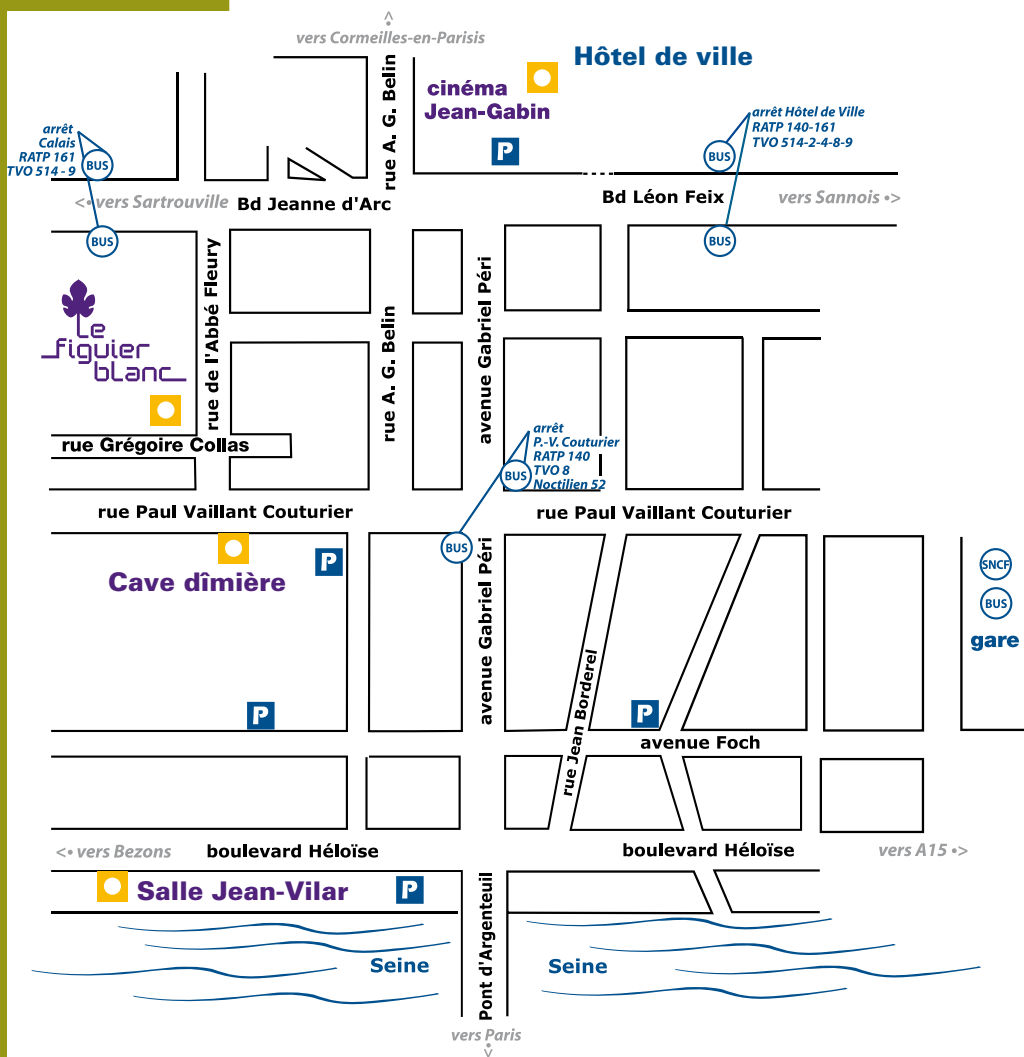 vers Cormeilles-en-Parisis
Hôtel de ville
cinéma
Jean-Gabin
rue A. G. Belin
P
arrêt
Calais
RATP 161
TVO 514 - 9
BUS
arrêt Hôtel de Ville
RATP 140-161
TVO 514-2-4-8-9
BUS
<• vers Sartrouville
Bd Jeanne d'Arc
Bd Léon Feix
vers Sannois •>
BUS
BUS
Le
figuier
blanc
rue de l'Abbé Fleury
rue A. G. Belin
avenue Gabriel Péri
rue Grégoire Collas
arrêt
P.-V. Couturier
RATP 140
TVO 8
Noctilien 52
BUS
rue Paul Vaillant Couturier
rue Paul Vaillant Couturier
BUS
Cave dîmière
P
avenue Gabriel Péri
rue Jean Borderel
SNCF
BUS
gare
P
P
avenue Foch
<• vers Bezons
boulevard Héloïse
boulevard Héloïse
vers A15 •>
Salle Jean-Vilar
P
Pont d'Argenteuil
Seine
Seine
vers Paris